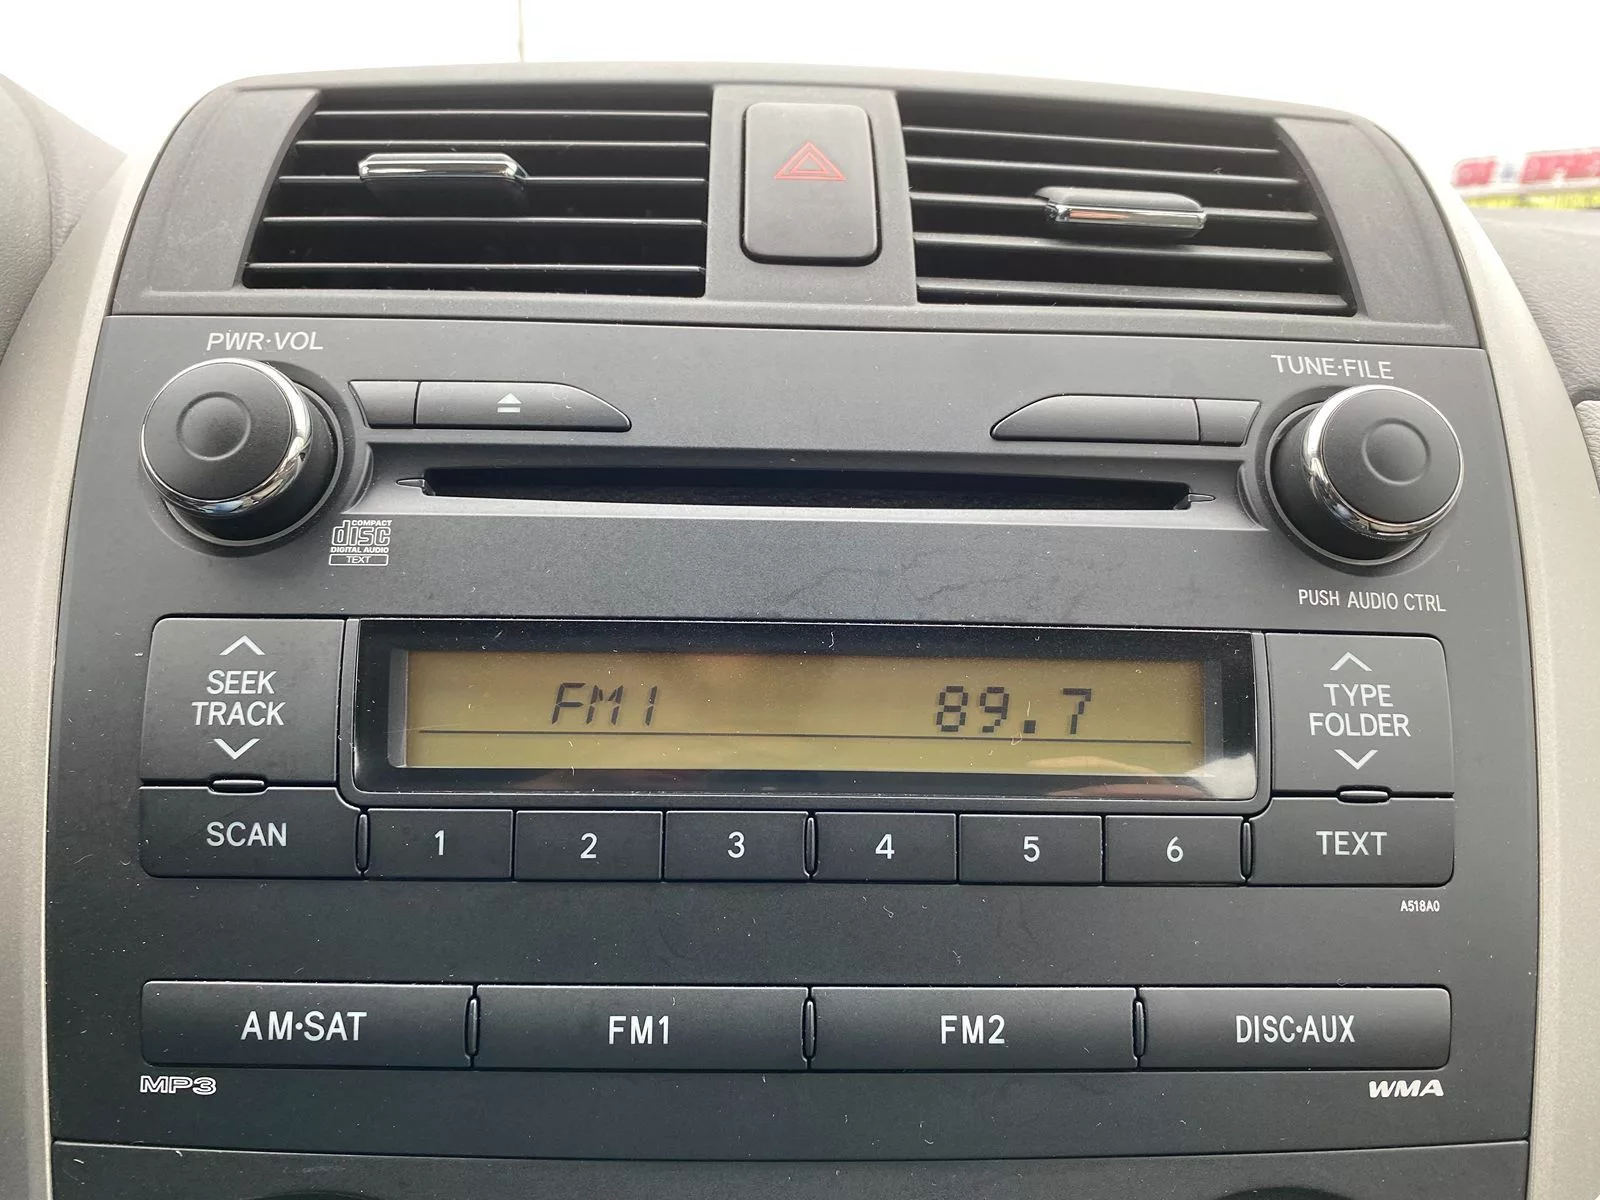 PWR·VOL
TUNE·FILE
COMPACT
disc
DIGITAL AUDIO
TEXT
PUSH AUDIO CTRL
SEEK
TRACK
FM1 89.7
TYPE
FOLDER
SCAN 1 2 3 4 5 6 TEXT
A518A0
AM·SAT FM1 FM2 DISC·AUX
MP3 WMA